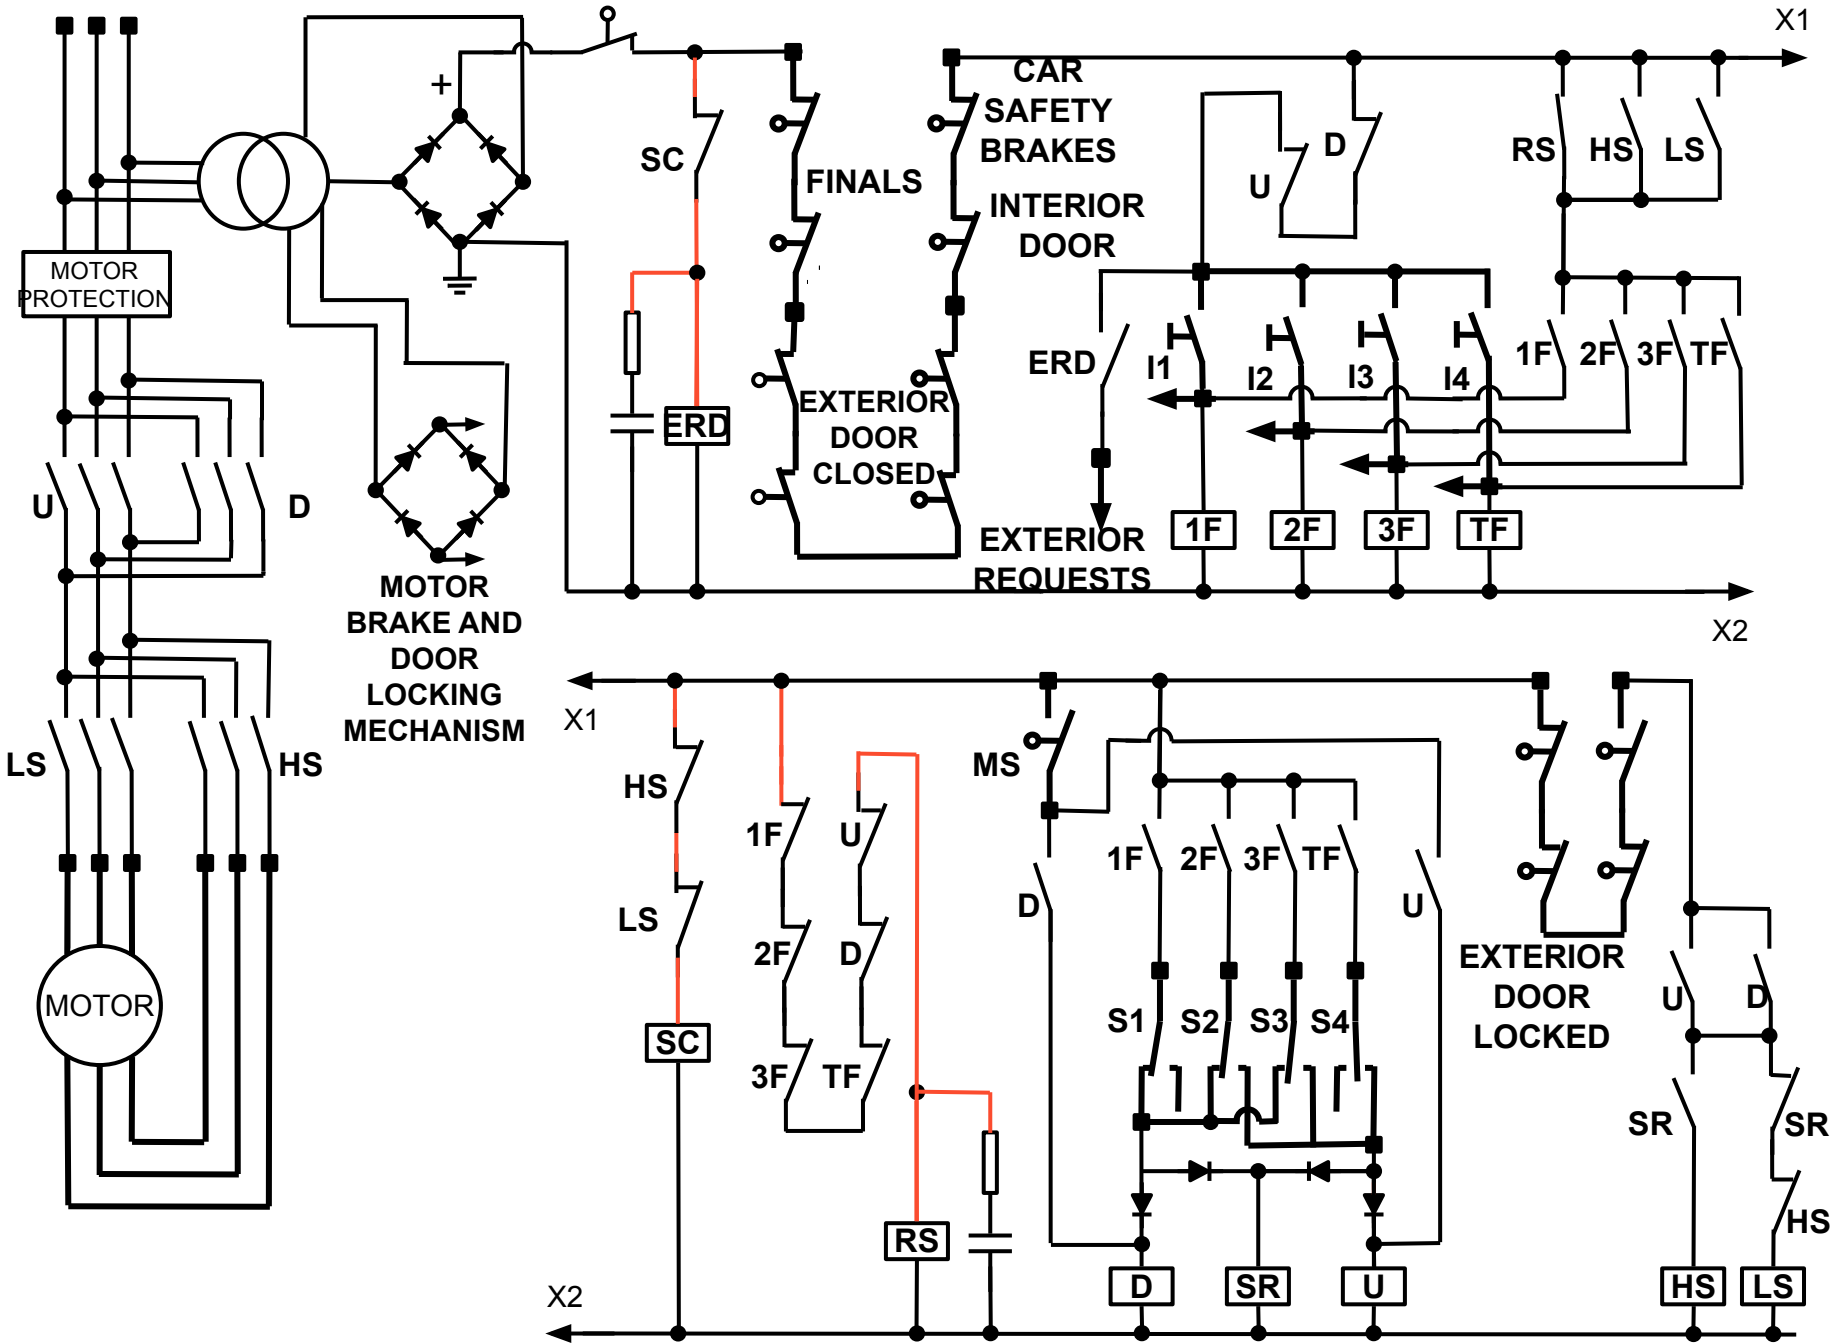 X1
+
CAR
SAFETY
BRAKES
SC
FINALS
INTERIOR
DOOR
U
D
RS
HS
LS
MOTOR
PROTECTION
ERD
I1
I2
I3
I4
1F
2F
3F
TF
ERD
EXTERIOR
DOOR
CLOSED
U
D
EXTERIOR
REQUESTS
1F
2F
3F
TF
X2
MOTOR
BRAKE AND
DOOR
LOCKING
MECHANISM
X1
LS
HS
HS
MS
1F
U
1F
2F
3F
TF
D
U
LS
2F
D
EXTERIOR
DOOR
LOCKED
U
D
MOTOR
SC
S1
S2
S3
S4
3F
TF
SR
SR
HS
RS
D
SR
U
HS
LS
X2